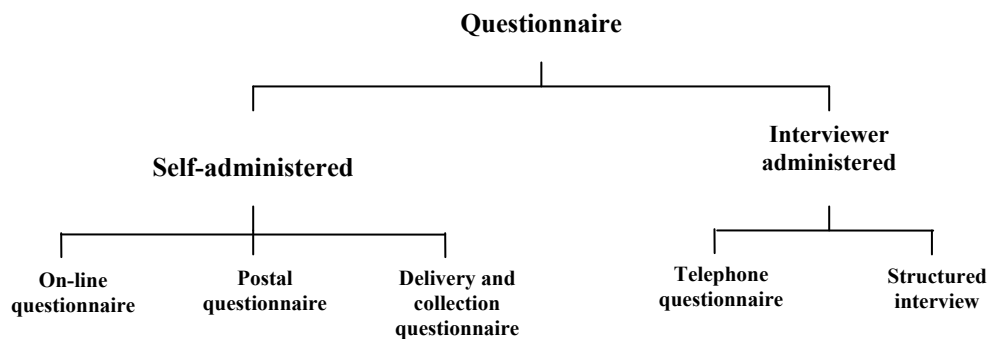 Questionnaire
Self-administered
Interviewer
administered
On-line
questionnaire
Postal
questionnaire
Delivery and
collection
questionnaire
Telephone
questionnaire
Structured
interview